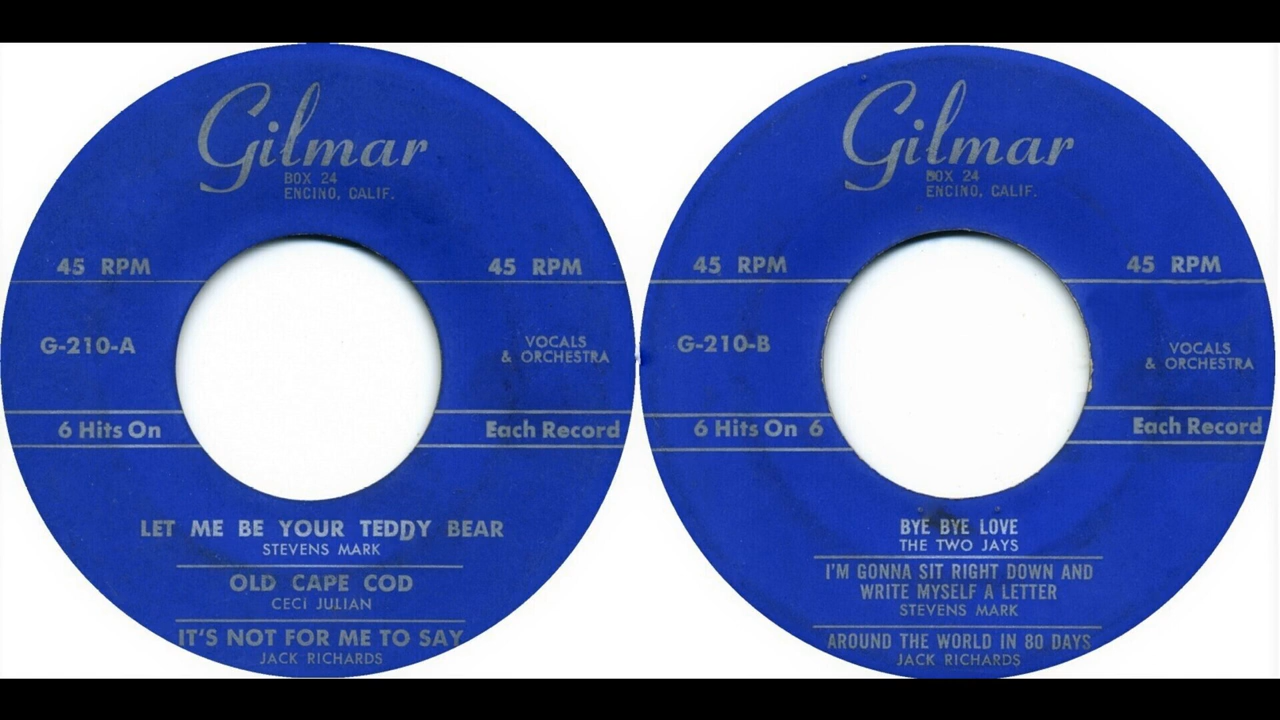 Gilmar
BOX 24
ENCINO, CALIF.
45 RPM 45 RPM
G-210-A
VOCALS
& ORCHESTRA
6 Hits On Each Record
LET ME BE YOUR TEDDY BEAR
STEVENS MARK
OLD CAPE COD
CECI JULIAN
IT'S NOT FOR ME TO SAY
JACK RICHARDS
Gilmar
BOX 24
ENCINO, CALIF.
45 RPM 45 RPM
G-210-B
VOCALS
& ORCHESTRA
6 Hits On 6 Each Record
BYE BYE LOVE
THE TWO JAYS
I'M GONNA SIT RIGHT DOWN AND
WRITE MYSELF A LETTER
STEVENS MARK
AROUND THE WORLD IN 80 DAYS
JACK RICHARDS